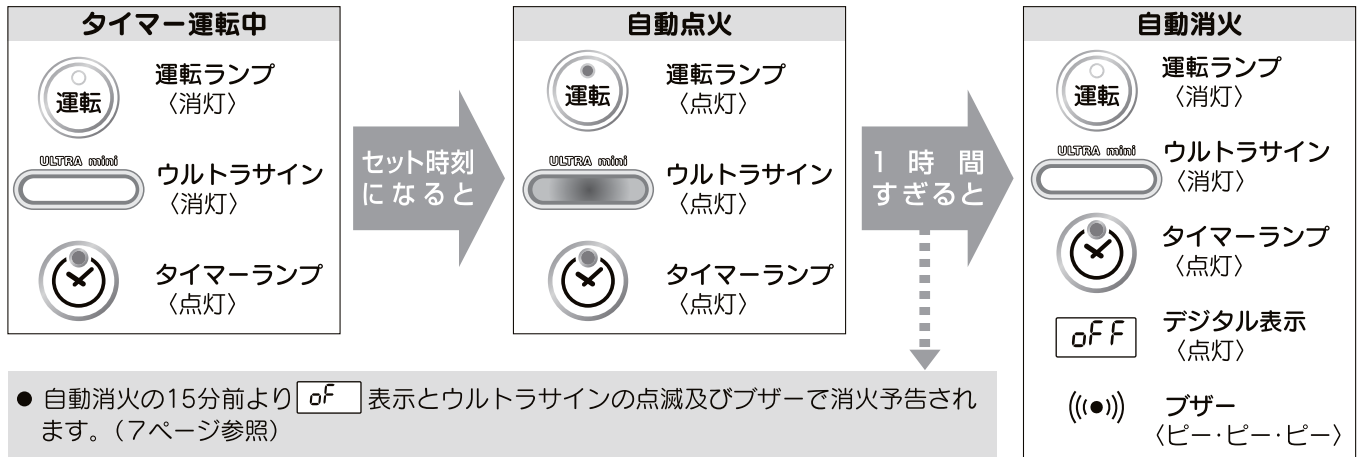 タイマー運転中
運転
運転ランプ
〈消灯〉
ULTRA mini
ウルトラサイン
〈消灯〉
タイマーランプ
〈点灯〉
セット時刻
になると
自動点火
運転
運転ランプ
〈点灯〉
ULTRA mini
ウルトラサイン
〈点灯〉
タイマーランプ
〈点灯〉
1時間
すぎると
自動消火
運転
運転ランプ
〈消灯〉
ULTRA mini
ウルトラサイン
〈消灯〉
タイマーランプ
〈点灯〉
oFF
デジタル表示
〈点灯〉
ブザー
〈ピー・ピー・ピー〉
● 自動消火の15分前より oF 表示とウルトラサインの点滅及びブザーで消火予告され
ます。(7ページ参照)